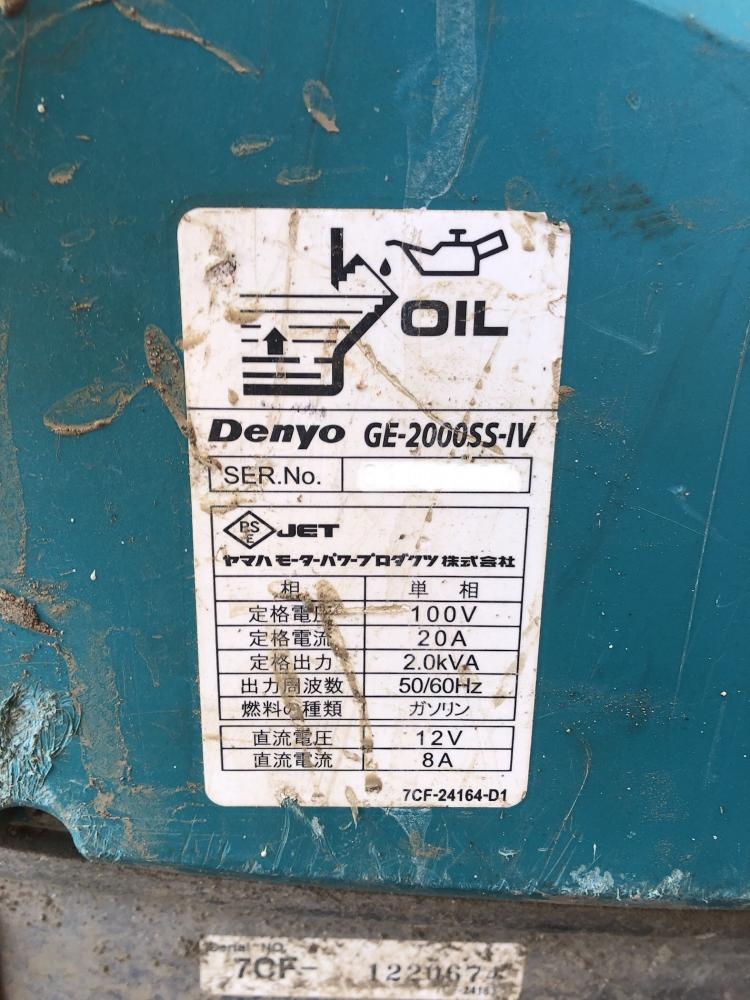 OIL
Denyo GE-2000SS-IV
SER.No.
PS E JET
ヤマハモーターパワープロダクツ株式会社
相 単 相
定格電圧 100V
定格電流 20A
定格出力 2.0kVA
出力周波数 50/60Hz
燃料の種類 ガソリン
直流電圧 12V
直流電流 8A
7CF-24164-D1
Serial NO.
7CF- 1220674